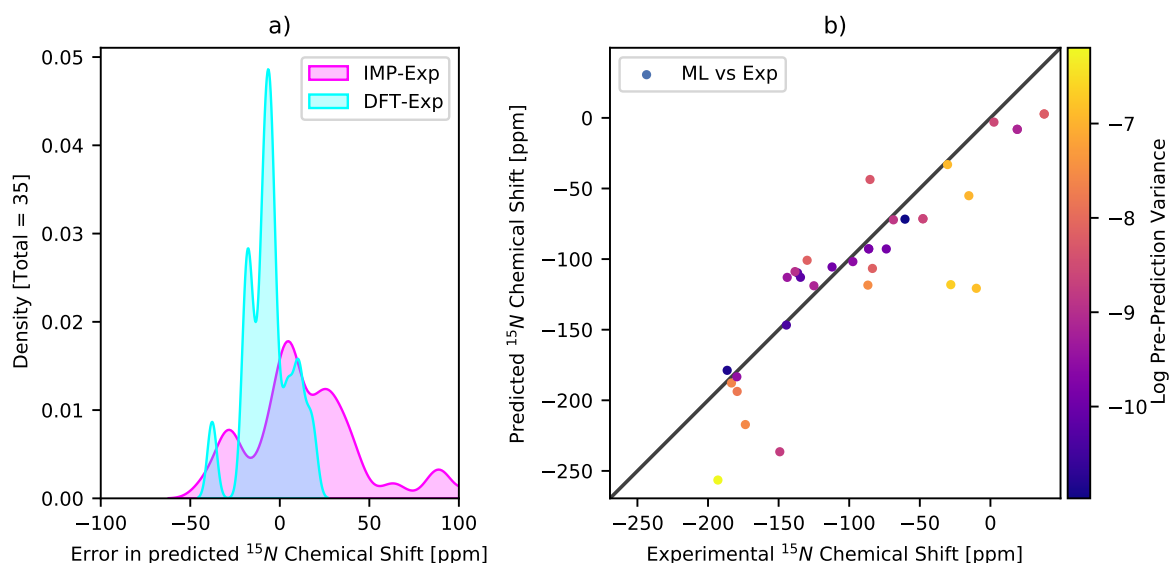 a)
Density [Total = 35]
0.05
0.04
0.03
0.02
0.01
0.00
−100
−50
0
50
100
Error in predicted ¹⁵N Chemical Shift [ppm]
IMP-Exp
DFT-Exp
b)
Predicted ¹⁵N Chemical Shift [ppm]
0
−50
−100
−150
−200
−250
−250
−200
−150
−100
−50
0
Experimental ¹⁵N Chemical Shift [ppm]
ML vs Exp
−7
−8
−9
−10
Log Pre-Prediction Variance